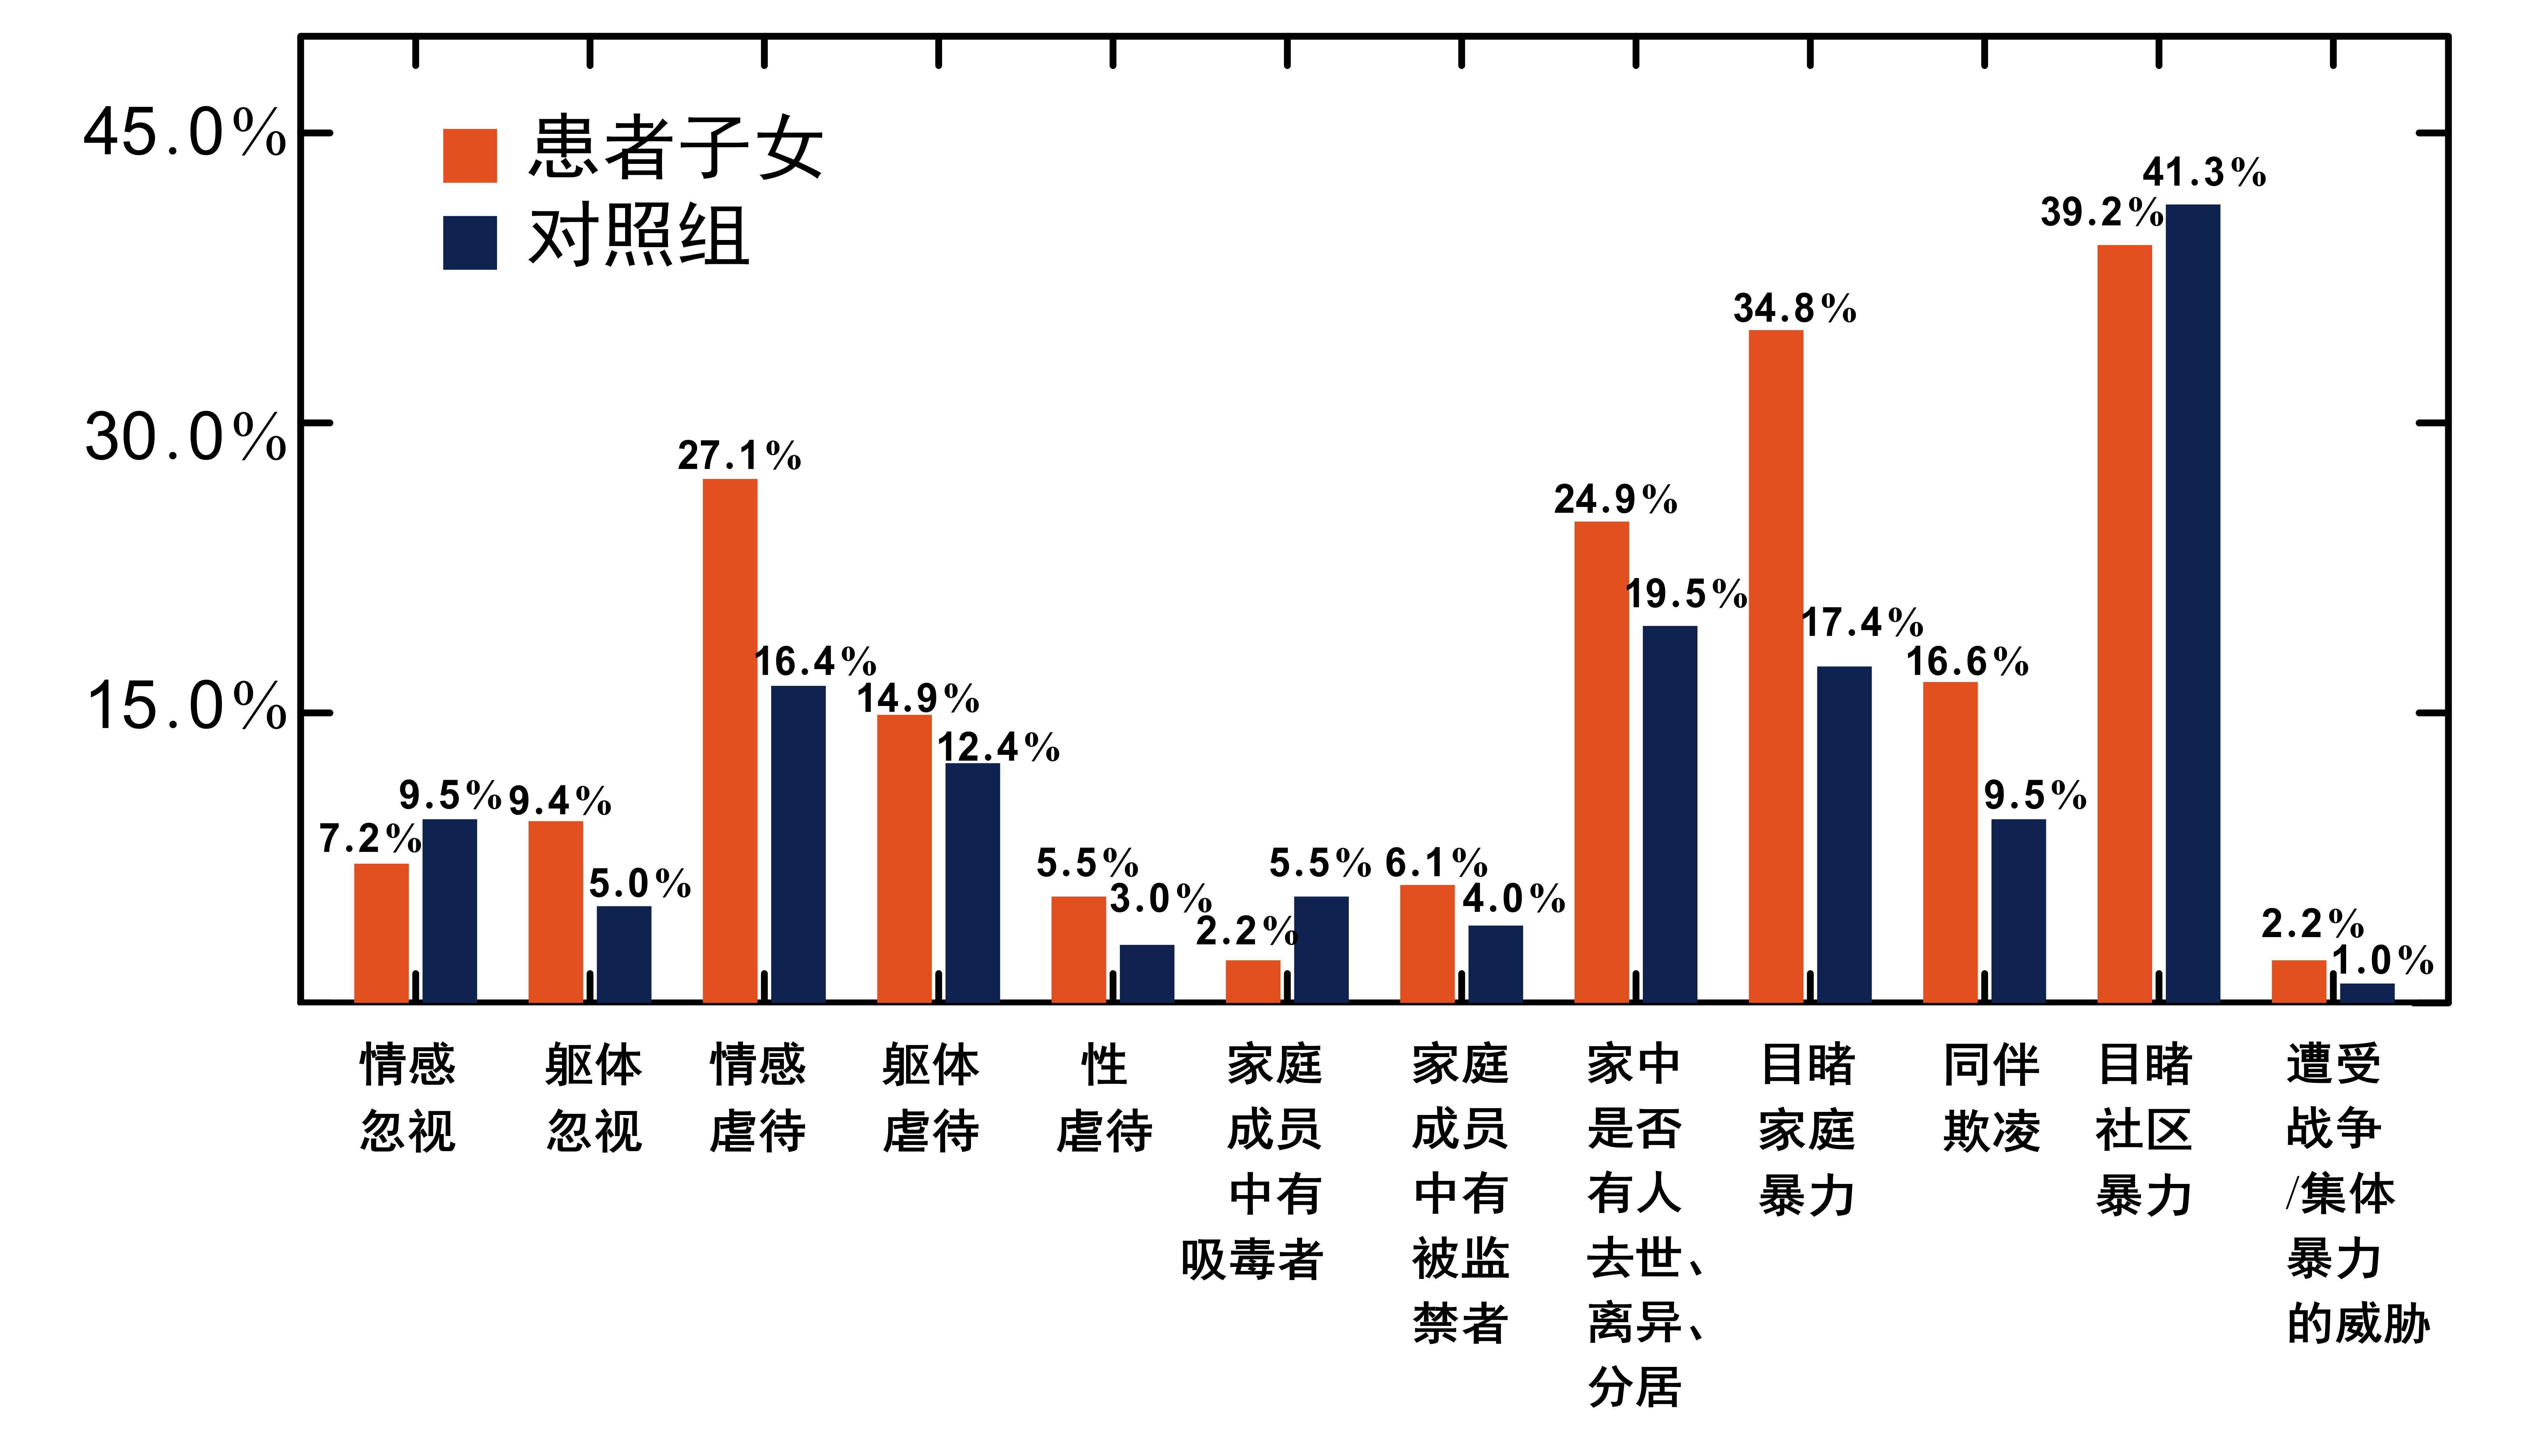 45.0%
30.0%
15.0%
患者子女
对照组
7.2%
9.5%
9.4%
5.0%
27.1%
16.4%
14.9%
12.4%
5.5%
3.0%
2.2%
5.5%
6.1%
4.0%
24.9%
19.5%
34.8%
17.4%
16.6%
9.5%
39.2%
41.3%
2.2%
1.0%
情感
忽视
躯体
忽视
情感
虐待
躯体
虐待
性
虐待
家庭
成员
中有
吸毒者
家庭
成员
中有
被监
禁者
家中
是否
有人
去世、
离异、
分居
目睹
家庭
暴力
同伴
欺凌
目睹
社区
暴力
遭受
战争
/集体
暴力
的威胁